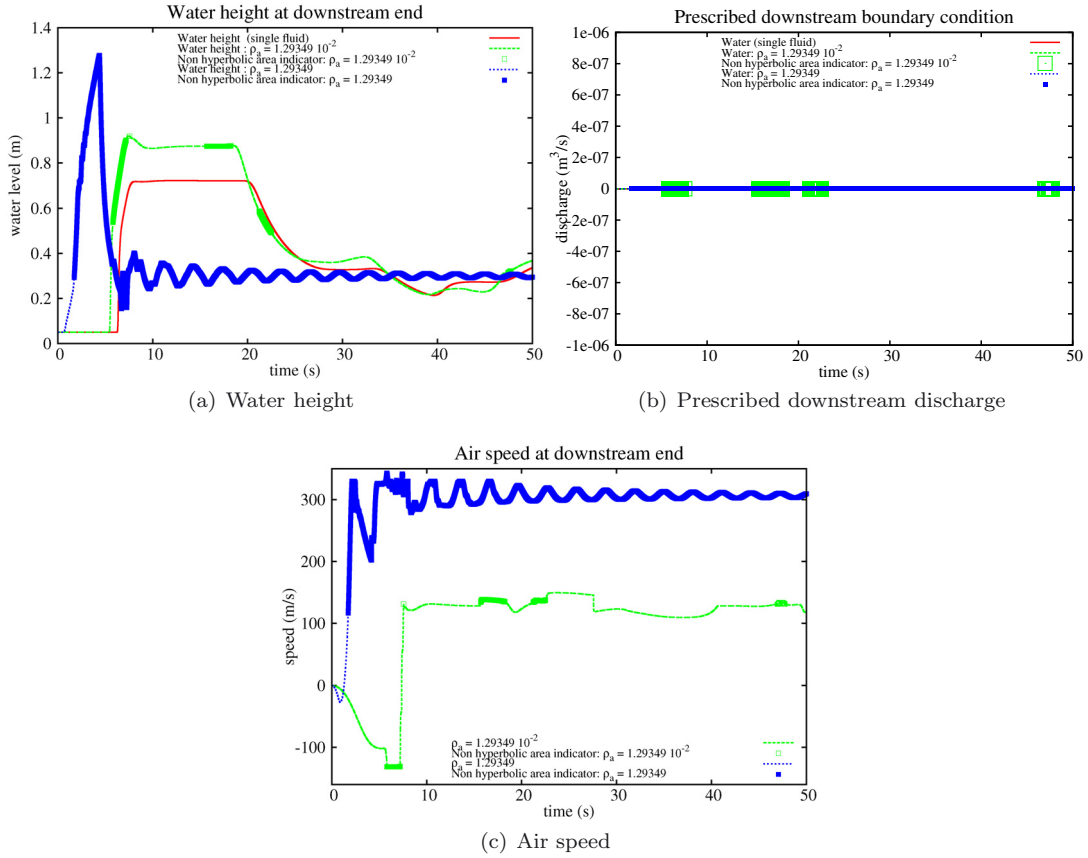 Water height at downstream end
1.4
1.2
1
0.8
0.6
0.4
0.2
0
water level (m)
Water height (single fluid)
Water height : ρa = 1.29349 10-2
Non hyperbolic area indicator: ρa = 1.29349 10-2
Water height : ρa = 1.29349
Non hyperbolic area indicator: ρa = 1.29349
0 10 20 30 40 50
time (s)
(a) Water height
Prescribed downstream boundary condition
1e-06
8e-07
6e-07
4e-07
2e-07
0
-2e-07
-4e-07
-6e-07
-8e-07
-1e-06
discharge (m3/s)
Water (single fluid)
Water: ρa = 1.29349 10-2
Non hyperbolic area indicator: ρa = 1.29349 10-2
Water: ρa = 1.29349
Non hyperbolic area indicator: ρa = 1.29349
0 10 20 30 40 50
time (s)
(b) Prescribed downstream discharge
Air speed at downstream end
300
200
100
0
-100
speed (m/s)
ρa = 1.29349 10-2
Non hyperbolic area indicator: ρa = 1.29349 10-2
ρa = 1.29349
Non hyperbolic area indicator: ρa = 1.29349
0 10 20 30 40 50
time (s)
(c) Air speed